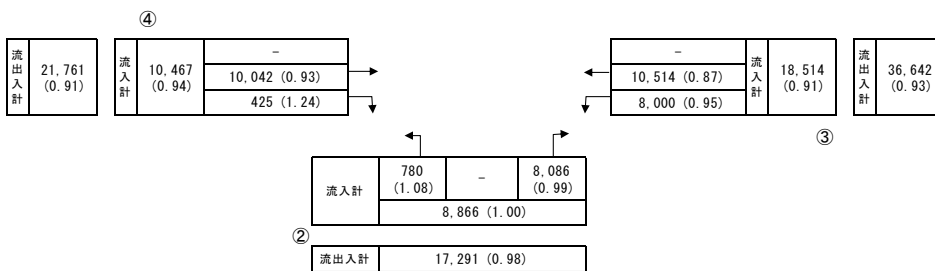 ④
流出入計 21,761 (0.91)
流入計 10,467 (0.94)
－
10,042 (0.93)
425 (1.24)
－
10,514 (0.87)
8,000 (0.95)
流入計 18,514 (0.91)
流出入計 36,642 (0.93)
③
流入計
780 (1.08)
－
8,086 (0.99)
8,866 (1.00)
②
流出入計 17,291 (0.98)